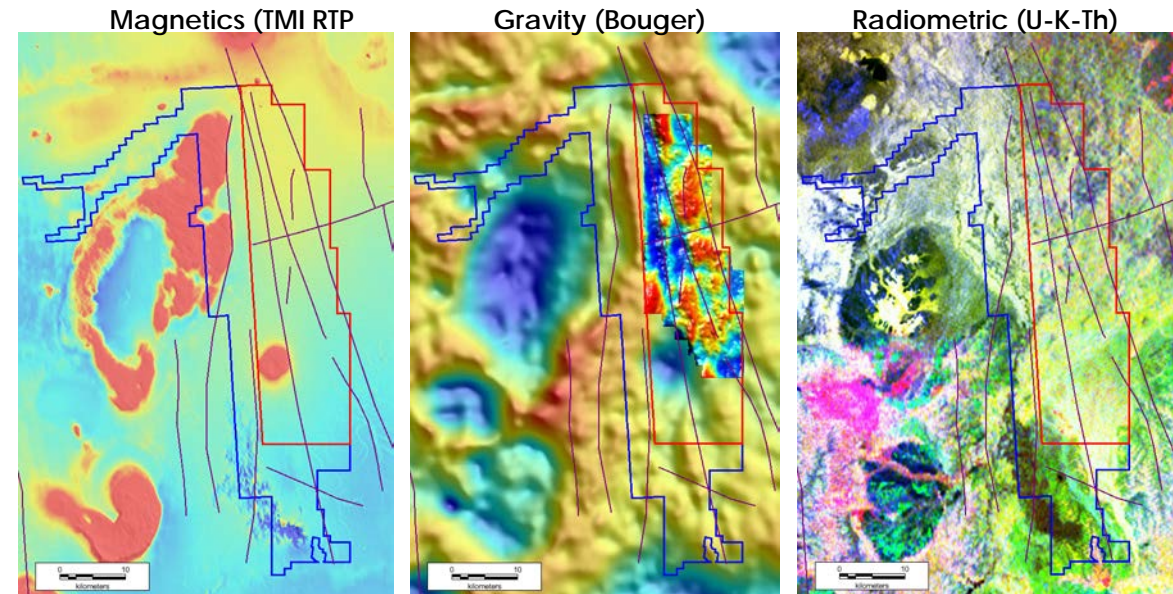 Magnetics (TMI RTP
Gravity (Bouger)
Radiometric (U-K-Th)
0 10
kilometers
0 10
kilometers
0 10
kilometers